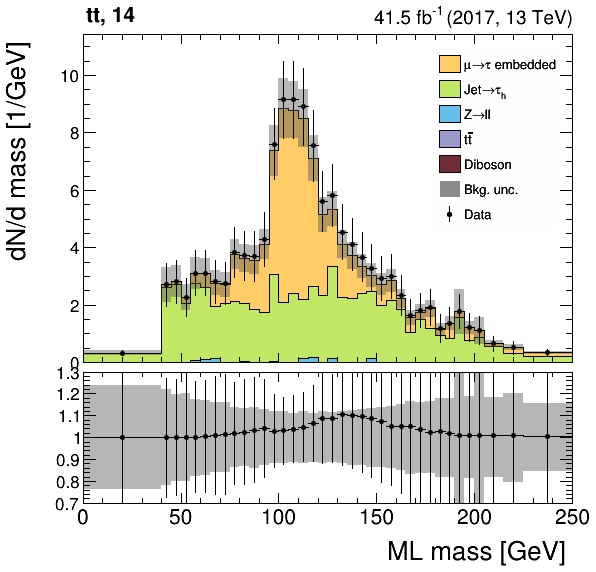 tt, 14
41.5 fb⁻¹ (2017, 13 TeV)
dN/d mass [1/GeV]
10
8
6
4
2
0
μ→τ embedded
Jet→τₕ
Z→ll
tt̄
Diboson
Bkg. unc.
Data
1.3
1.2
1.1
1
0.9
0.8
0.7
0 50 100 150 200 250
ML mass [GeV]